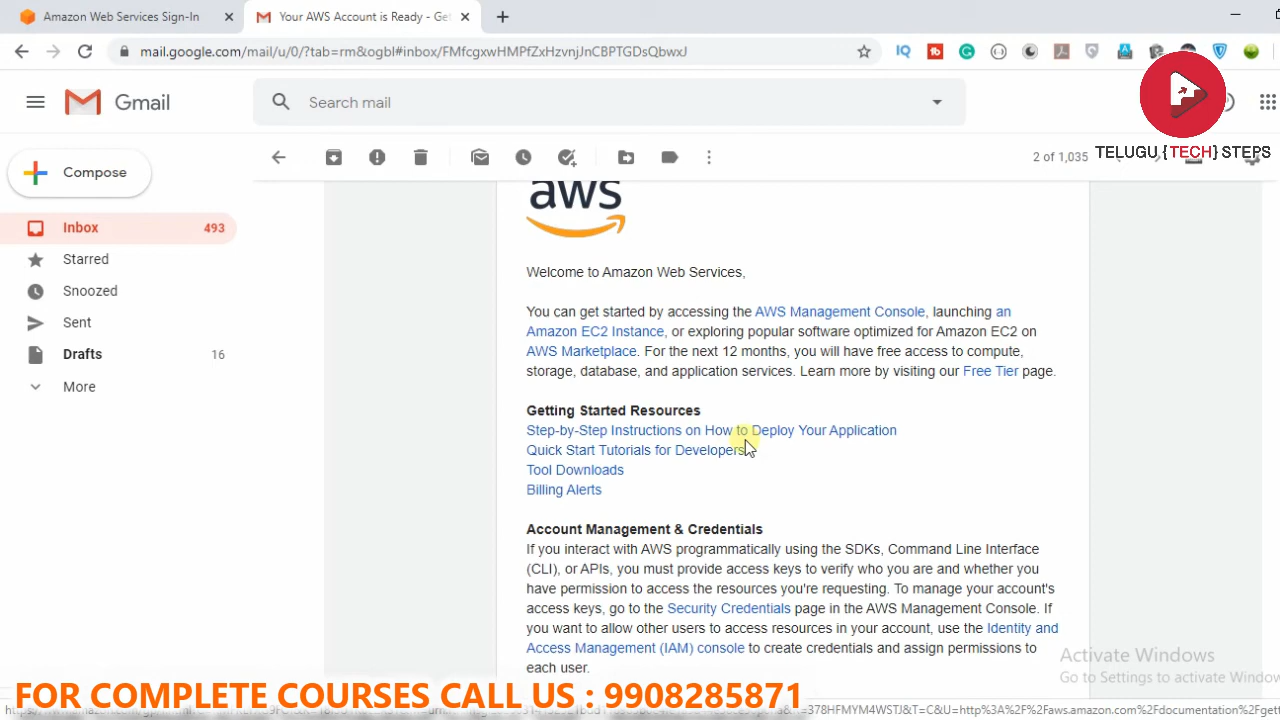 Amazon Web Services Sign-In
Your AWS Account is Ready - Get
mail.google.com/mail/u/0/?tab=rm&ogbl#inbox/FMfcgxwHMPfZxHzvnjJnCBPTGDsQbwxJ
Gmail
Search mail
TELUGU {TECH} STEPS
Compose
2 of 1,035
Inbox 493
Starred
Snoozed
Sent
Drafts 16
More
aws
Welcome to Amazon Web Services,
You can get started by accessing the AWS Management Console, launching an
Amazon EC2 Instance, or exploring popular software optimized for Amazon EC2 on
AWS Marketplace. For the next 12 months, you will have free access to compute,
storage, database, and application services. Learn more by visiting our Free Tier page.
Getting Started Resources
Step-by-Step Instructions on How to Deploy Your Application
Quick Start Tutorials for Developers
Tool Downloads
Billing Alerts
Account Management & Credentials
If you interact with AWS programmatically using the SDKs, Command Line Interface
(CLI), or APIs, you must provide access keys to verify who you are and whether you
have permission to access the resources you're requesting. To manage your account's
access keys, go to the Security Credentials page in the AWS Management Console. If
you want to allow other users to access resources in your account, use the Identity and
Access Management (IAM) console to create credentials and assign permissions to
each user.
Activate Windows
Go to Settings to activate Window
FOR COMPLETE COURSES CALL US : 9908285871